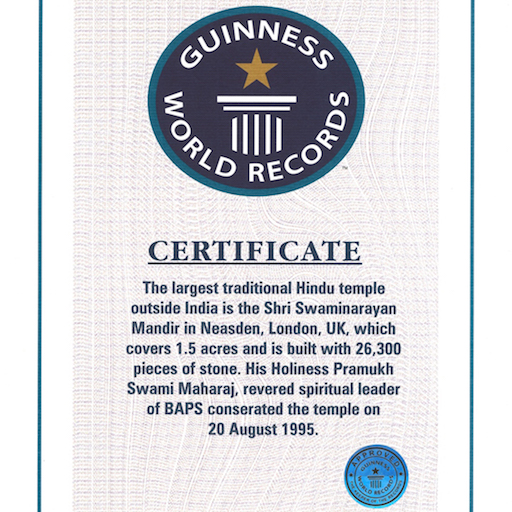 GUINNESS
WORLD RECORDS
™
CERTIFICATE
The largest traditional Hindu temple
outside India is the Shri Swaminarayan
Mandir in Neasden, London, UK, which
covers 1.5 acres and is built with 26,300
pieces of stone. His Holiness Pramukh
Swami Maharaj, revered spiritual leader
of BAPS conserated the temple on
20 August 1995.
APPROVED
GUINNESS
WORLD RECORDS